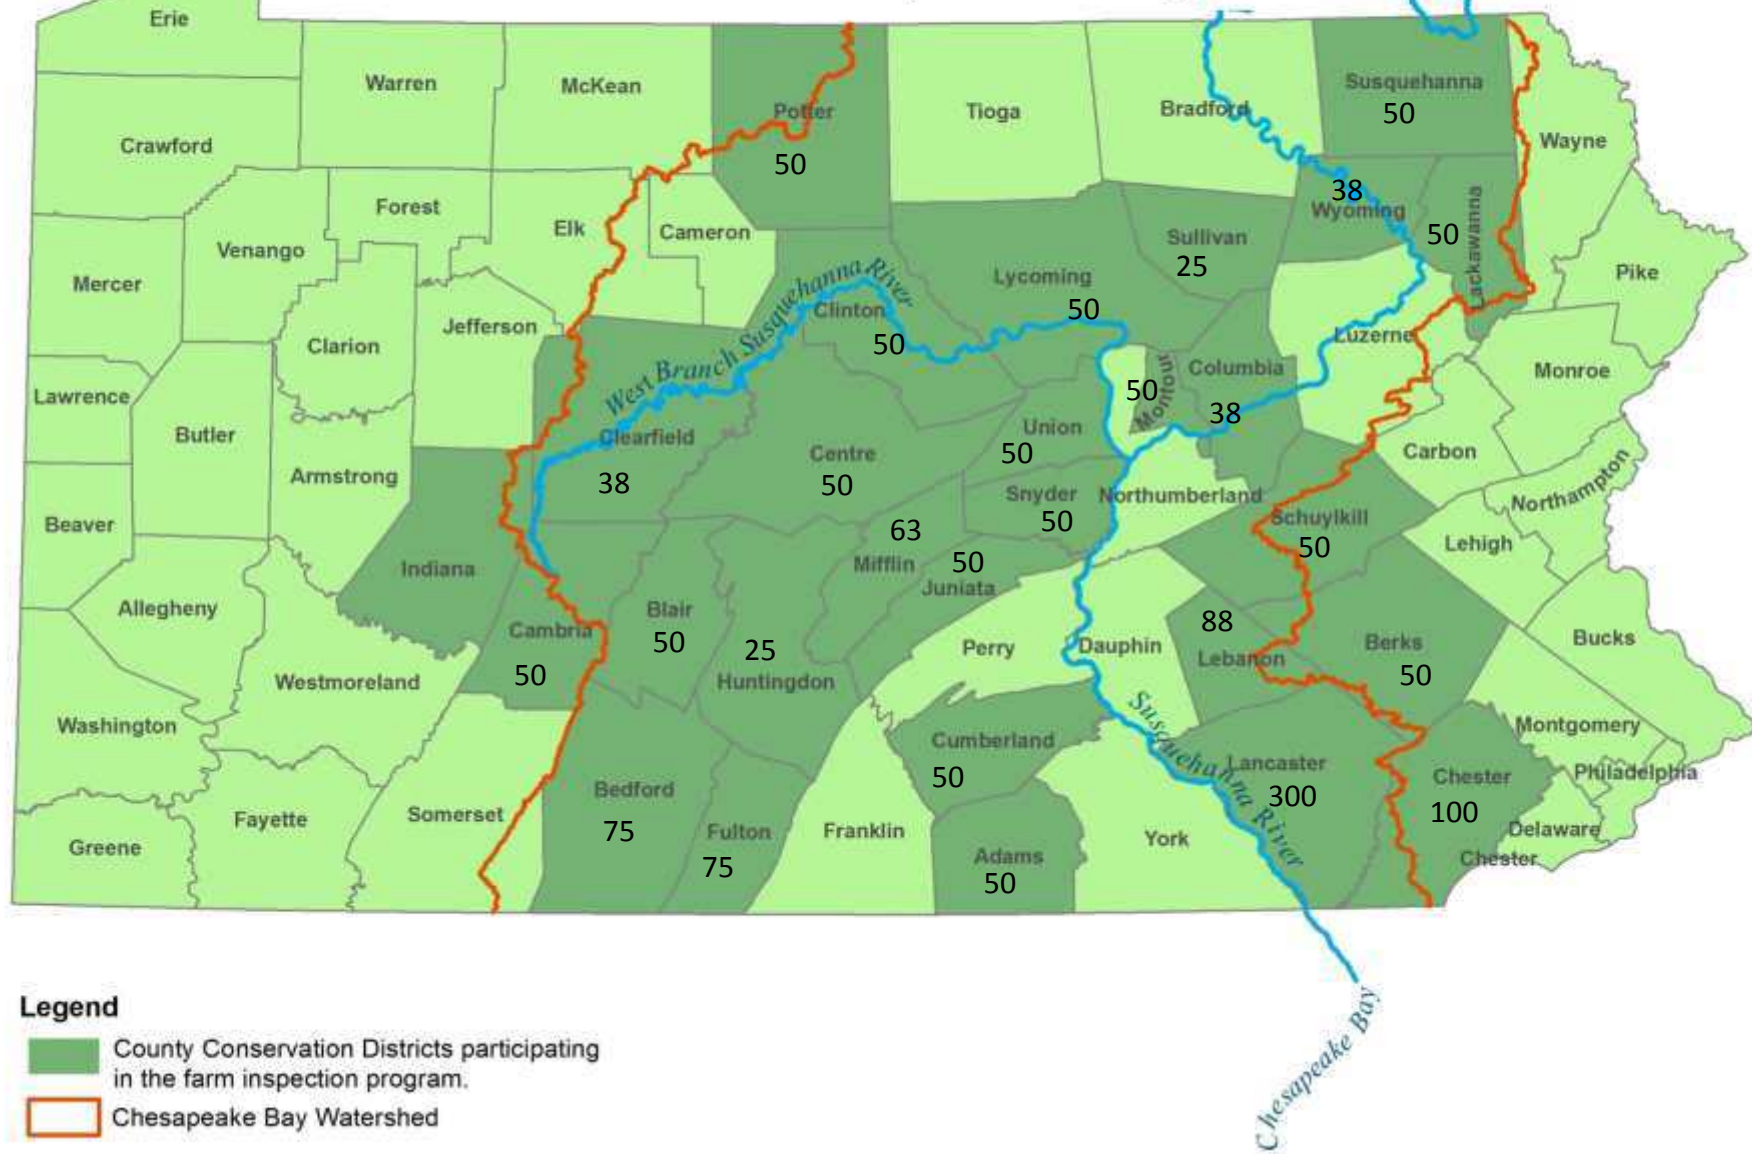 Erie
Warren
McKean
Potter
50
Tioga
Bradford
Susquehanna
50
Wayne
Crawford
Forest
Elk
Cameron
Venango
Mercer
Sullivan
25
38
Wyoming
50
Lackawanna
Pike
Lycoming
50
West Branch Susquehanna River
Clinton
50
Jefferson
Clarion
Luzerne
Columbia
38
50
Montour
Monroe
Lawrence
Butler
Clearfield
38
Centre
50
Union
50
Carbon
Armstrong
Snyder
50
Northumberland
Northampton
Beaver
63
Mifflin
50
Juniata
Schuylkill
50
Lehigh
Indiana
Allegheny
Cambria
50
Blair
50
25
Huntingdon
Perry
Dauphin
88
Lebanon
Berks
50
Bucks
Westmoreland
Washington
Cumberland
50
Susquehanna River
Lancaster
300
Montgomery
Philadelphia
Chester
100
Delaware
Chester
Bedford
75
Fulton
75
Franklin
Adams
50
York
Somerset
Fayette
Greene
Chesapeake Bay
Legend
County Conservation Districts participating
in the farm inspection program.
Chesapeake Bay Watershed